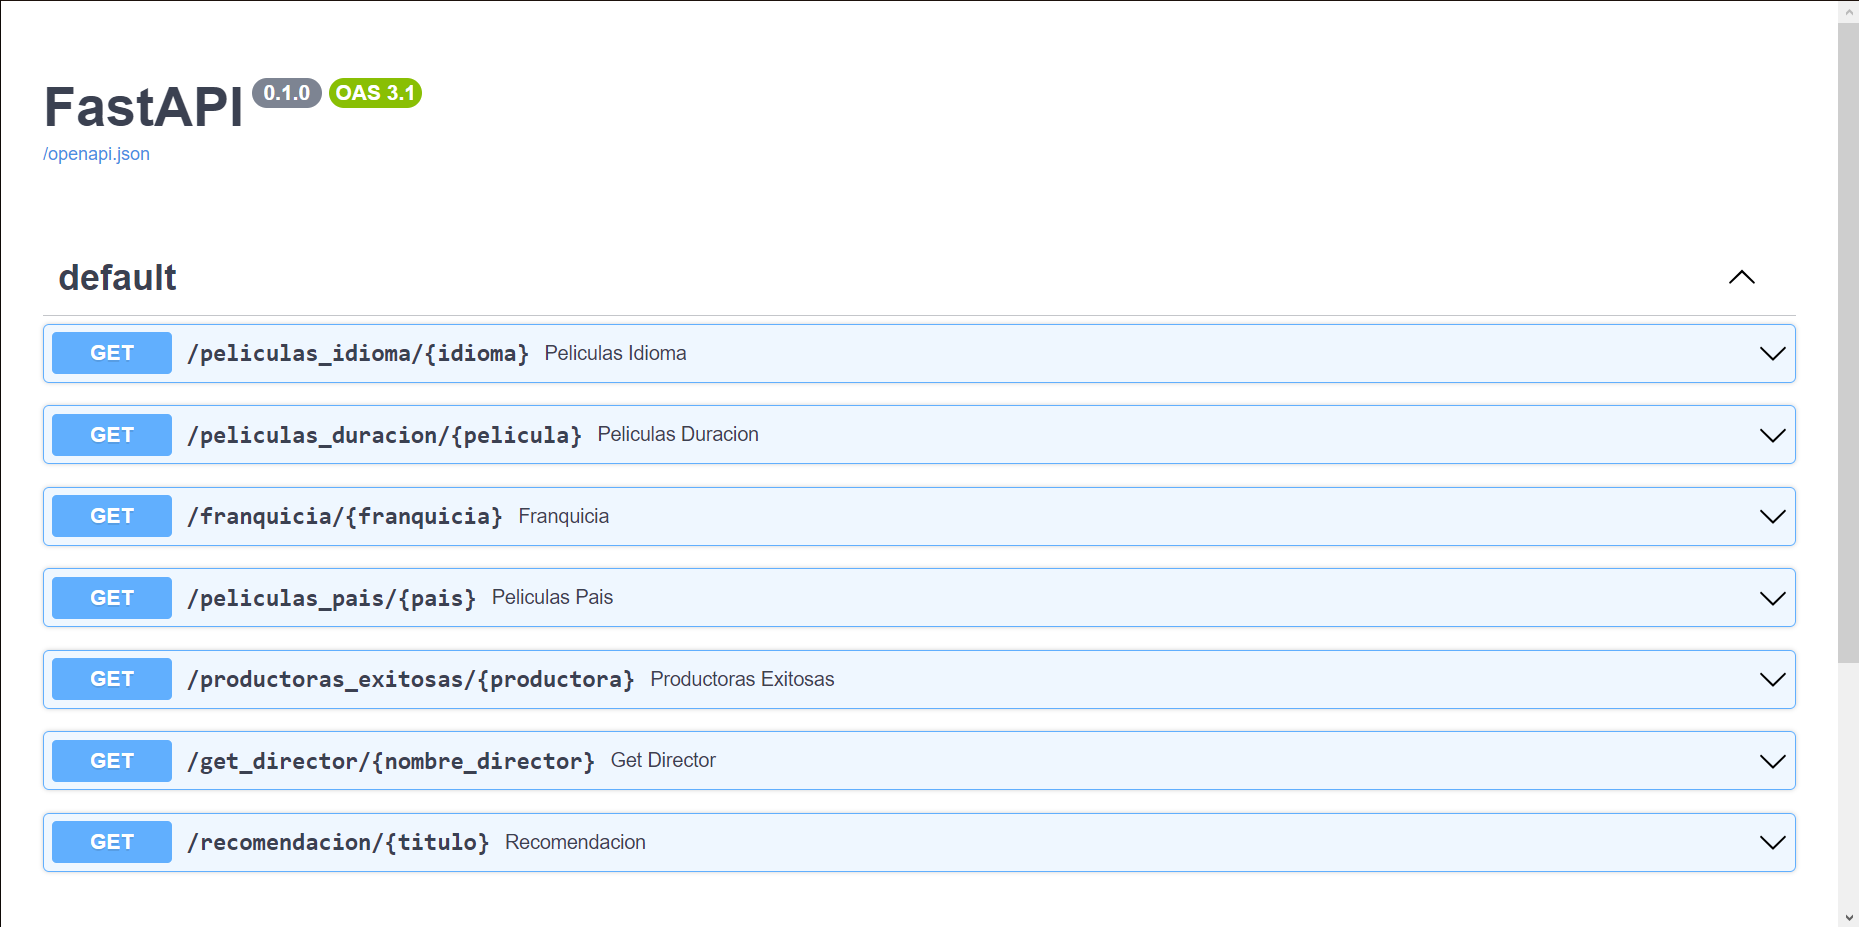 FastAPI 0.1.0 OAS 3.1
/openapi.json
default
GET /peliculas_idioma/{idioma} Peliculas Idioma
GET /peliculas_duracion/{pelicula} Peliculas Duracion
GET /franquicia/{franquicia} Franquicia
GET /peliculas_pais/{pais} Peliculas Pais
GET /productoras_exitosas/{productora} Productoras Exitosas
GET /get_director/{nombre_director} Get Director
GET /recomendacion/{titulo} Recomendacion